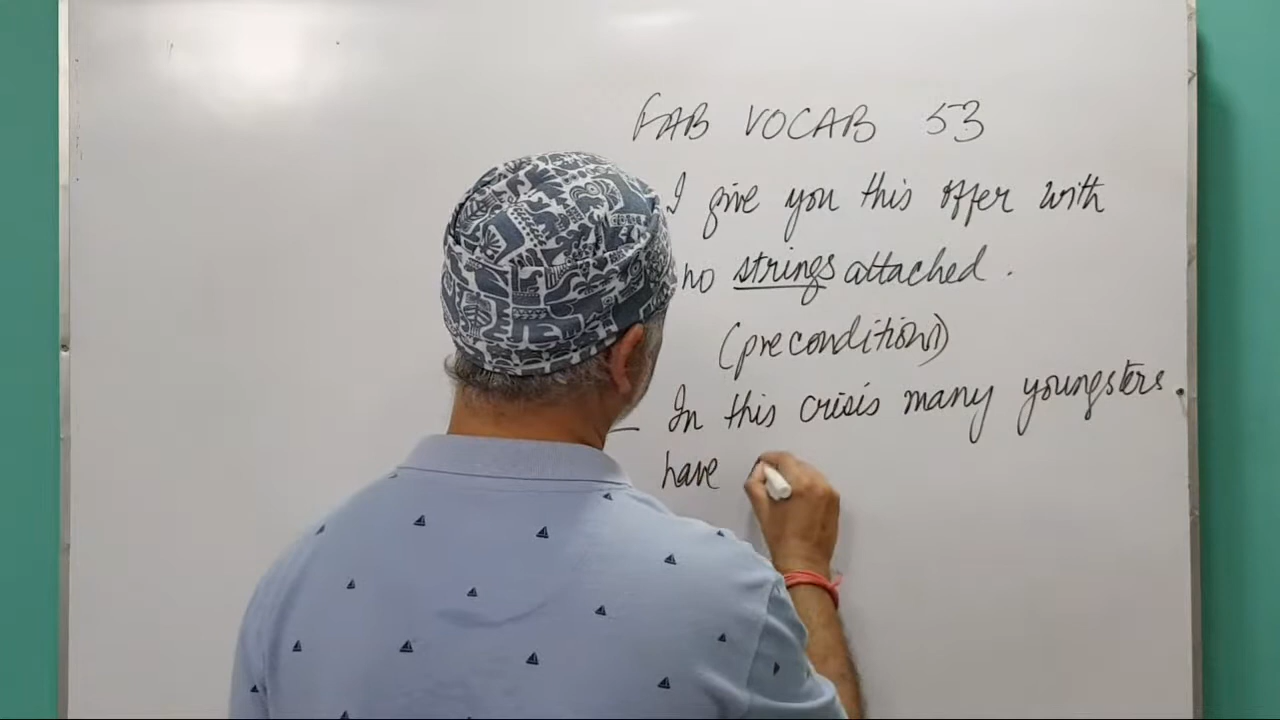 FAB VOCAB 53
I give you this offer with
no strings attached.
(preconditions)
— In this crisis many youngsters
have